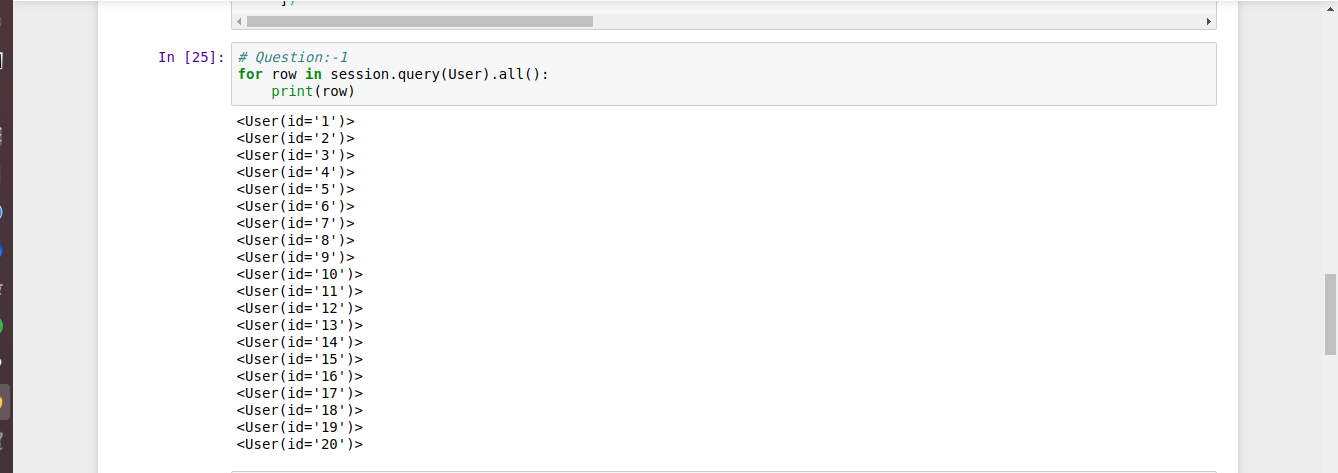 In [25]:
# Question:-1
for row in session.query(User).all():
    print(row)
<User(id='1')>
<User(id='2')>
<User(id='3')>
<User(id='4')>
<User(id='5')>
<User(id='6')>
<User(id='7')>
<User(id='8')>
<User(id='9')>
<User(id='10')>
<User(id='11')>
<User(id='12')>
<User(id='13')>
<User(id='14')>
<User(id='15')>
<User(id='16')>
<User(id='17')>
<User(id='18')>
<User(id='19')>
<User(id='20')>